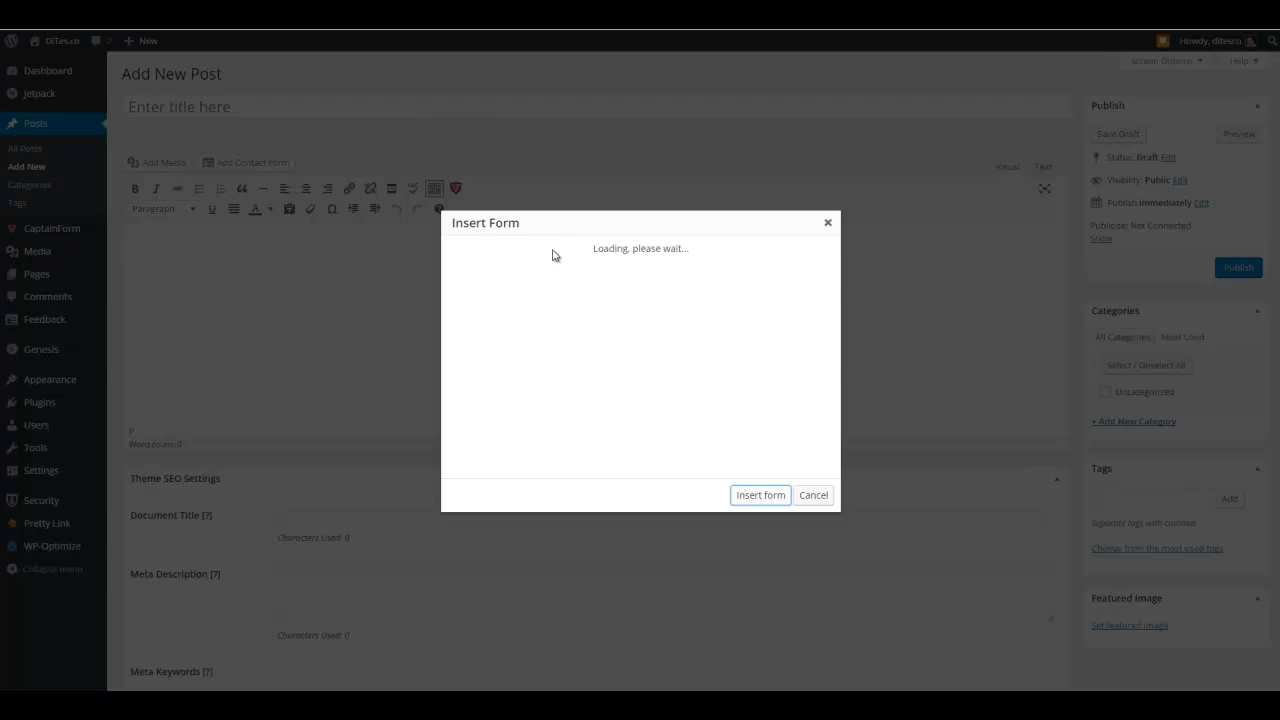 DiTes.co
New
Howdy, ditesco
Screen Options
Help
Dashboard
Jetpack
Posts
All Posts
Add New
Categories
Tags
CaptainForm
Media
Pages
Comments
Feedback
Genesis
Appearance
Plugins
Users
Tools
Settings
Security
Pretty Link
WP-Optimize
Collapse menu
Add New Post
Enter title here
Add Media
Add Contact Form
Visual
Text
Paragraph
P
Word count: 0
Insert Form
Loading, please wait...
Insert form
Cancel
Theme SEO Settings
Document Title [?]
Characters Used: 0
Meta Description [?]
Characters Used: 0
Meta Keywords [?]
Publish
Save Draft
Preview
Status: Draft Edit
Visibility: Public Edit
Publish immediately Edit
Publicize: Not Connected
Show
Publish
Categories
All Categories
Most Used
Select / Deselect All
Uncategorized
+ Add New Category
Tags
Add
Separate tags with commas
Choose from the most used tags
Featured Image
Set featured image